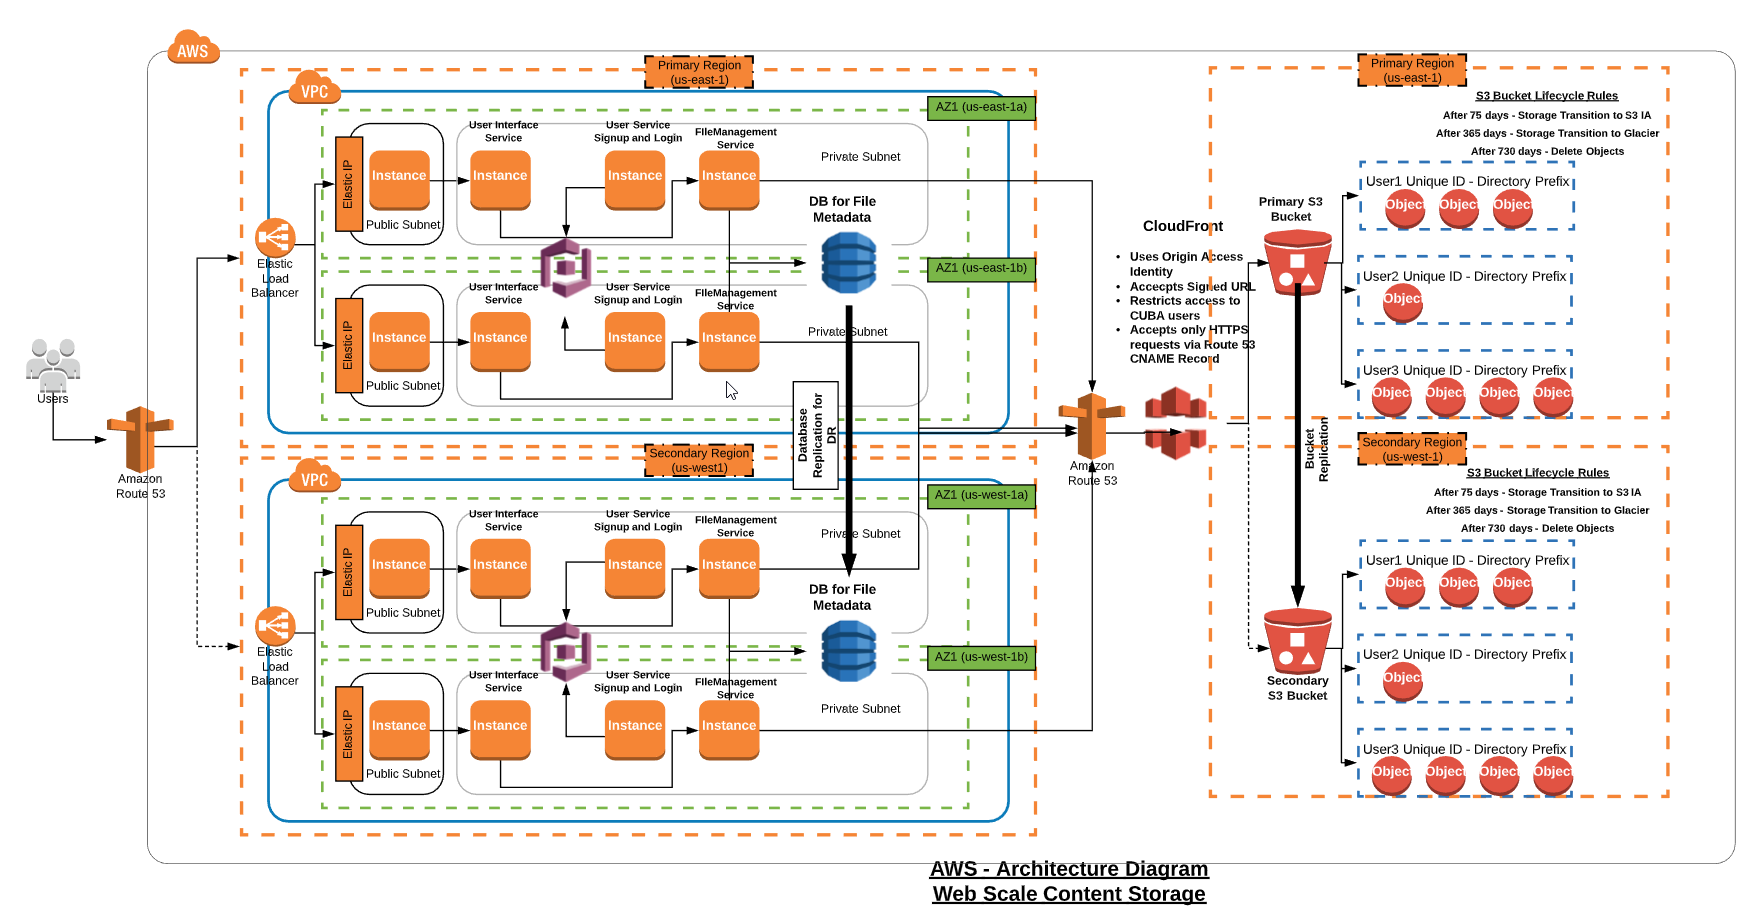 AWS
Primary Region
(us-east-1)
VPC
AZ1 (us-east-1a)
User Interface
Service
User Service
Signup and Login
FIleManagement
Service
Private Subnet
Elastic IP
Instance
Instance
Instance
Instance
Public Subnet
DB for File
Metadata
Elastic
Load
Balancer
AZ1 (us-east-1b)
User Interface
Service
User Service
Signup and Login
FIleManagement
Service
Private Subnet
Elastic IP
Instance
Instance
Instance
Instance
Public Subnet
Users
Amazon
Route 53
Database
Replication for
DR
Secondary Region
(us-west1)
VPC
AZ1 (us-west-1a)
User Interface
Service
User Service
Signup and Login
FIleManagement
Service
Private Subnet
Elastic IP
Instance
Instance
Instance
Instance
Public Subnet
DB for File
Metadata
Elastic
Load
Balancer
AZ1 (us-west-1b)
User Interface
Service
User Service
Signup and Login
FIleManagement
Service
Private Subnet
Elastic IP
Instance
Instance
Instance
Instance
Public Subnet
Amazon
Route 53
CloudFront
• Uses Origin Access
Identity
• Accecpts Signed URL
• Restricts access to
CUBA users
• Accepts only HTTPS
requests via Route 53
CNAME Record
Primary Region
(us-east-1)
S3 Bucket Lifecycle Rules
After 75 days - Storage Transition to S3 IA
After 365 days - Storage Transition to Glacier
After 730 days - Delete Objects
Primary S3
Bucket
User1 Unique ID - Directory Prefix
Object Object Object
User2 Unique ID - Directory Prefix
Object
User3 Unique ID - Directory Prefix
Object Object Object Object
Bucket
Replication
Secondary Region
(us-west-1)
S3 Bucket Lifecycle Rules
After 75 days - Storage Transition to S3 IA
After 365 days - Storage Transition to Glacier
After 730 days - Delete Objects
User1 Unique ID - Directory Prefix
Object Object Object
Secondary
S3 Bucket
User2 Unique ID - Directory Prefix
Object
User3 Unique ID - Directory Prefix
Object Object Object Object
AWS - Architecture Diagram
Web Scale Content Storage